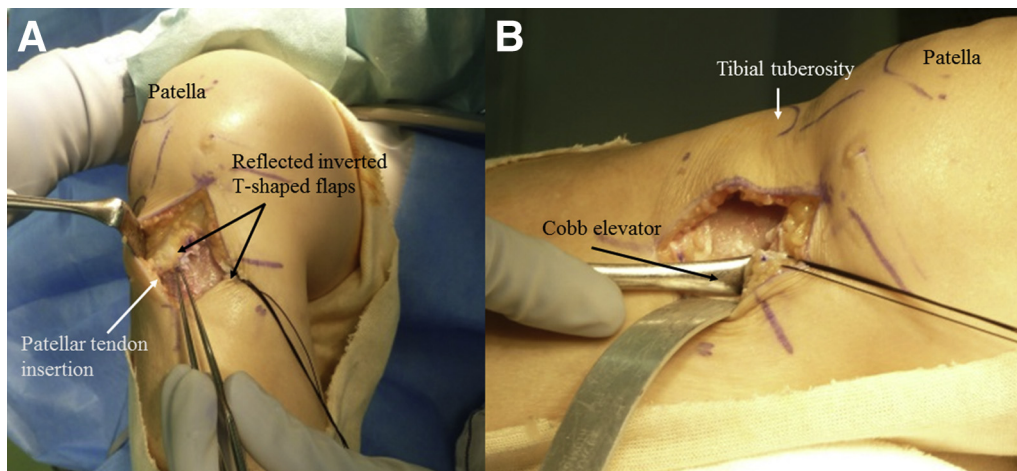 A
Patella
Reflected inverted
T-shaped flaps
Patellar tendon
insertion
B
Tibial tuberosity
Patella
Cobb elevator